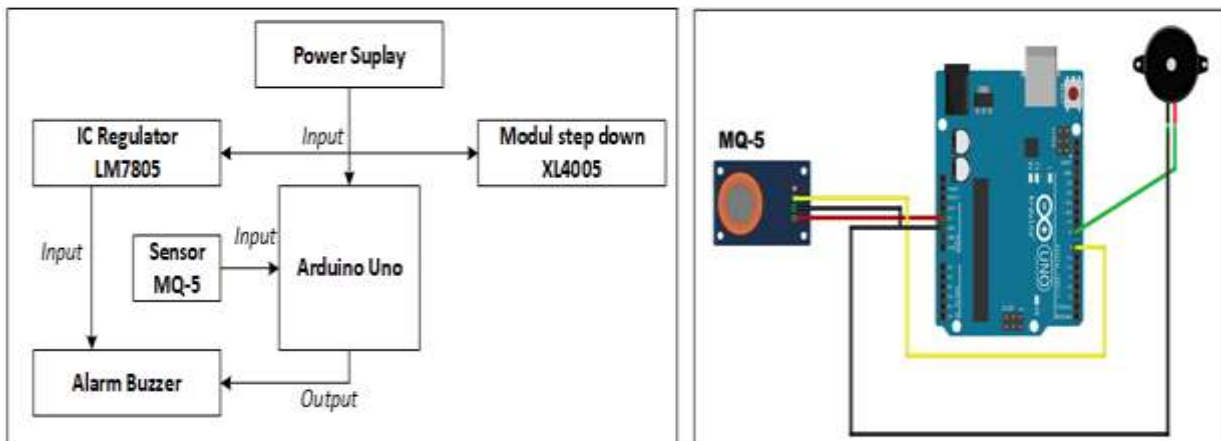 Power Suplay
Input
IC Regulator
LM7805
Modul step down
XL4005
Input
Input
Sensor
MQ-5
Arduino Uno
Alarm Buzzer
Output
MQ-5
UNO